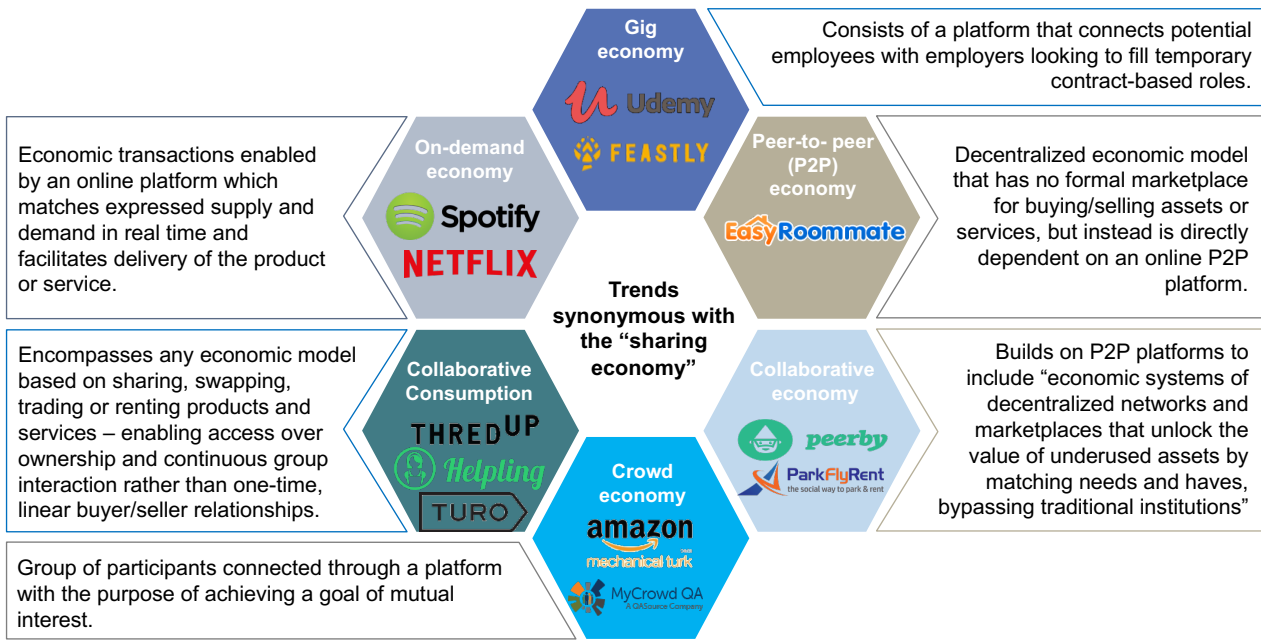 Gig
economy
Udemy
FEASTLY
Consists of a platform that connects potential
employees with employers looking to fill temporary
contract-based roles.
Economic transactions enabled
by an online platform which
matches expressed supply and
demand in real time and
facilitates delivery of the product
or service.
On-demand
economy
Spotify
NETFLIX
Peer-to- peer
(P2P)
economy
EasyRoommate
Decentralized economic model
that has no formal marketplace
for buying/selling assets or
services, but instead is directly
dependent on an online P2P
platform.
Trends
synonymous with
the “sharing
economy”
Encompasses any economic model
based on sharing, swapping,
trading or renting products and
services – enabling access over
ownership and continuous group
interaction rather than one-time,
linear buyer/seller relationships.
Collaborative
Consumption
THREDUP
Helpling
TURO
Collaborative
economy
peerby
ParkFlyRent
the social way to park & rent
Builds on P2P platforms to
include “economic systems of
decentralized networks and
marketplaces that unlock the
value of underused assets by
matching needs and haves,
bypassing traditional institutions”
Crowd
economy
amazon
mechanical turk
MyCrowd QA
A QASource Company
Group of participants connected through a platform
with the purpose of achieving a goal of mutual
interest.